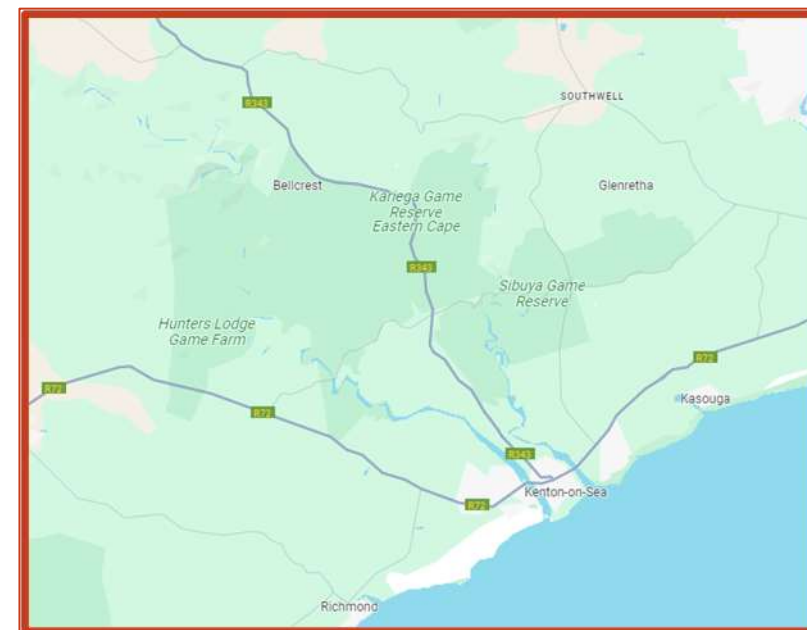 R343
SOUTHWELL
Bellcrest
Glenretha
Kariega Game
Reserve
Eastern Cape
R343
Sibuya Game
Reserve
Hunters Lodge
Game Farm
R72
R72
R72
Kasouga
R343
Kenton-on-Sea
R72
Richmond